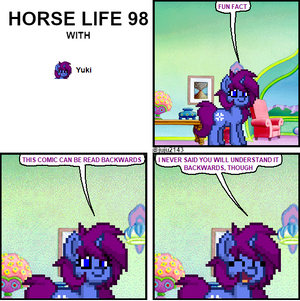 HORSE LIFE 98
WITH
Yuki
FUN FACT
@juju2143
THIS COMIC CAN BE READ BACKWARDS
I NEVER SAID YOU WILL UNDERSTAND IT
BACKWARDS, THOUGH